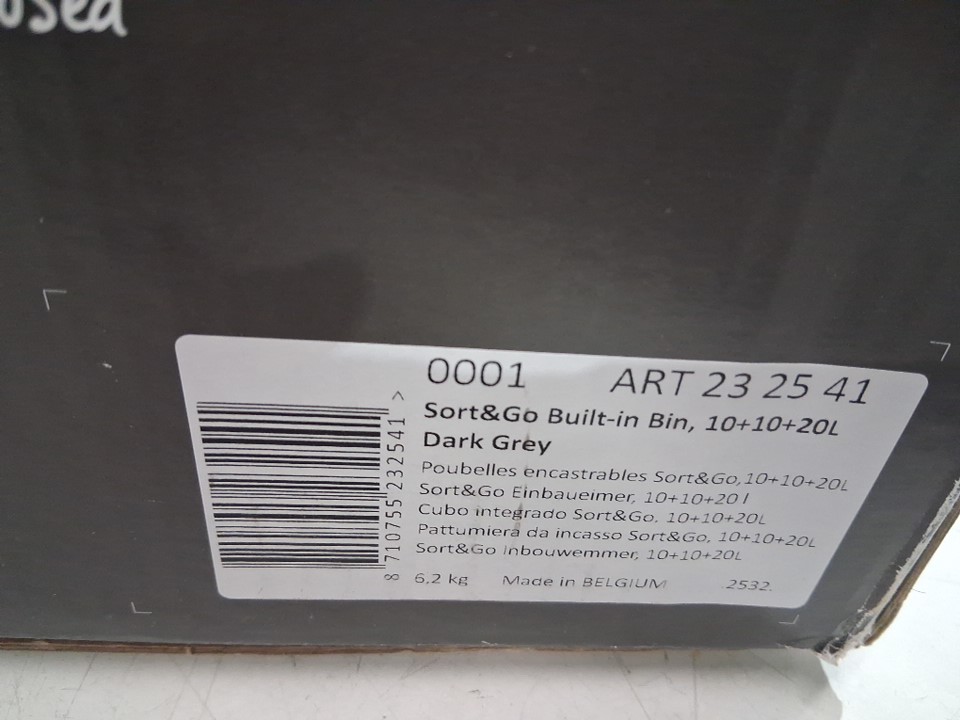 0001 ART 23 25 41
Sort&Go Built-in Bin, 10+10+20L
Dark Grey
Poubelles encastrables Sort&Go,10+10+20L
Sort&Go Einbaueimer, 10+10+20 l
Cubo integrado Sort&Go, 10+10+20L
Pattumiera da incasso Sort&Go, 10+10+20L
Sort&Go Inbouwemmer, 10+10+20L
6.2 kg Made in BELGIUM .2532.
8 710755 232541 >